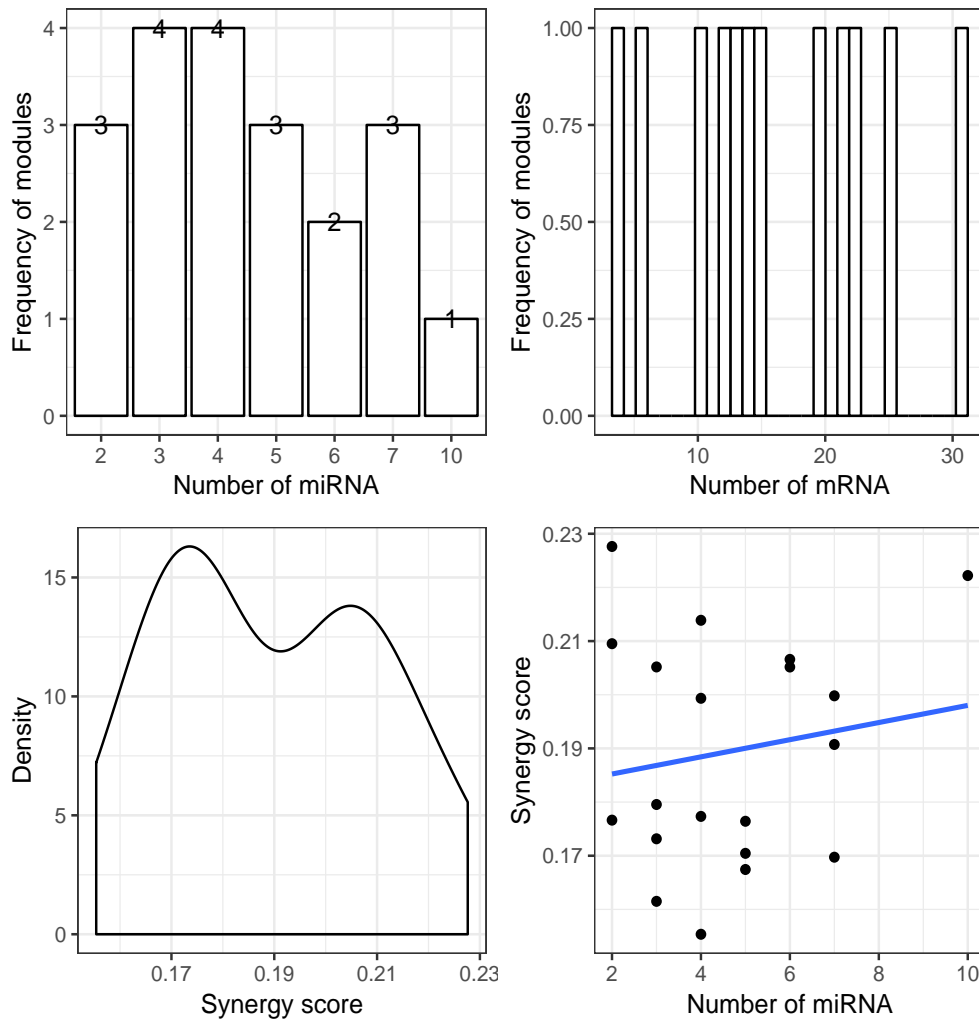 Frequency of modules
4
3
2
1
0
3
4
4
3
2
3
1
2 3 4 5 6 7 10
Number of miRNA
Frequency of modules
1.00
0.75
0.50
0.25
0.00
10 20 30
Number of mRNA
Density
15
10
5
0
0.17 0.19 0.21 0.23
Synergy score
Synergy score
0.23
0.21
0.19
0.17
2 4 6 8 10
Number of miRNA